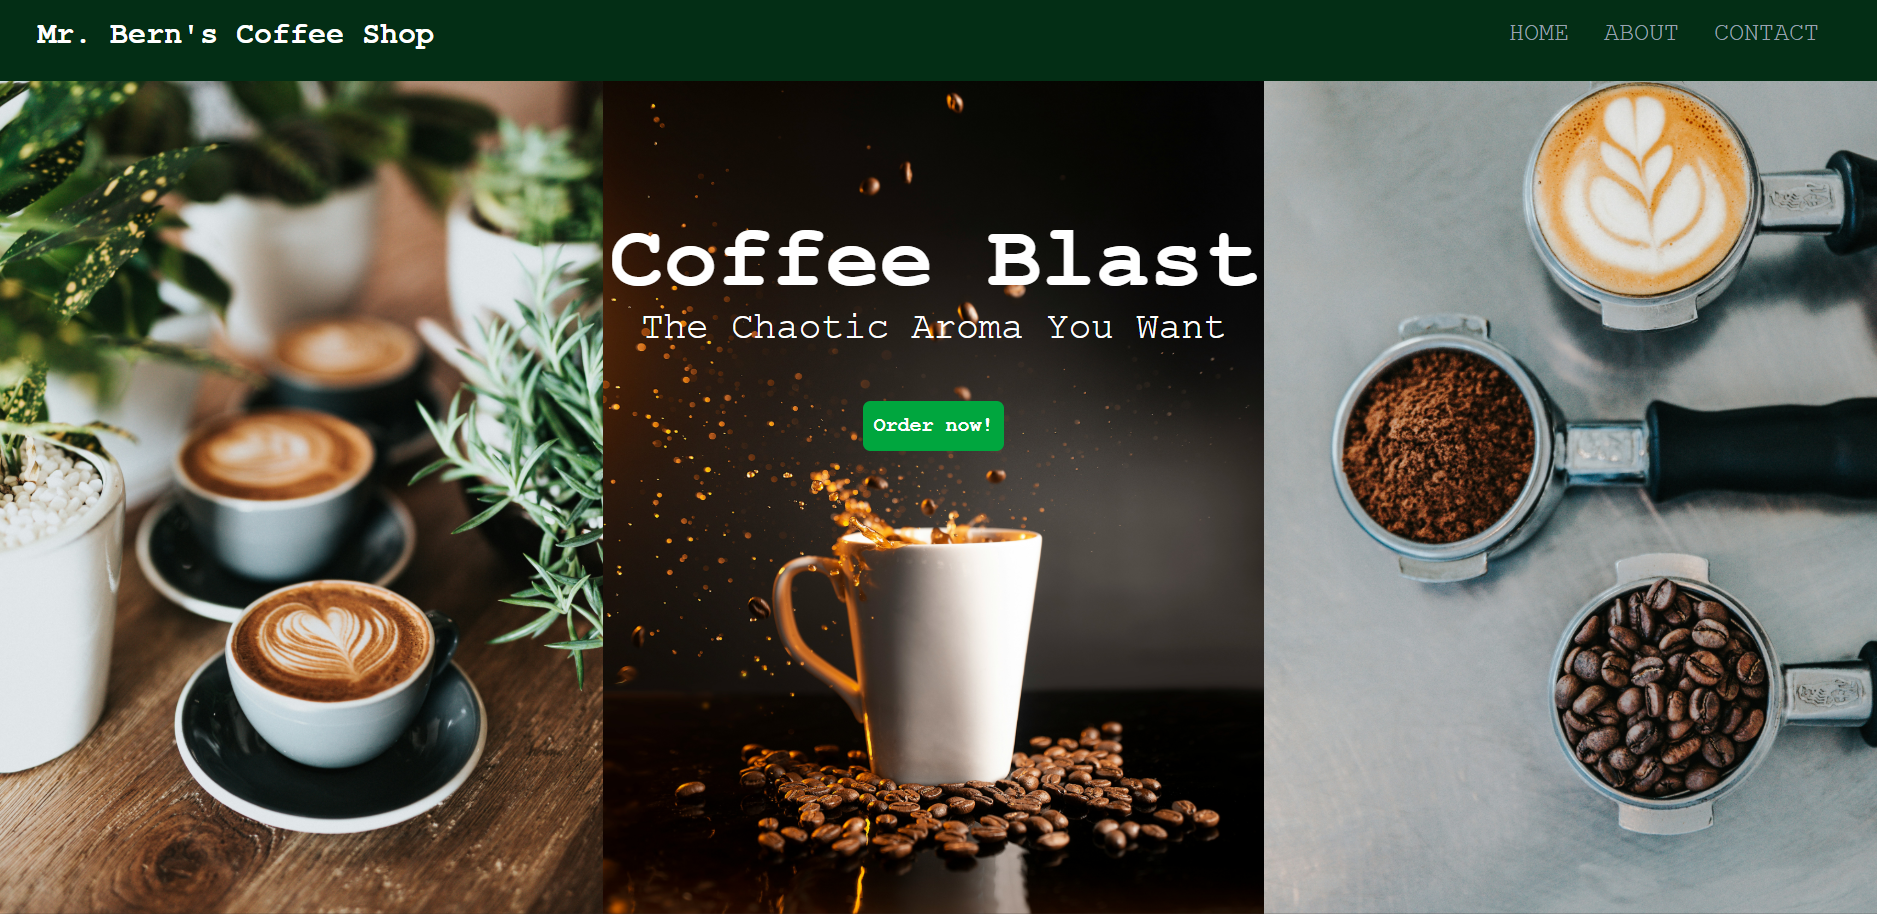 Mr. Bern's Coffee Shop
HOME ABOUT CONTACT
Coffee Blast
The Chaotic Aroma You Want
Order now!